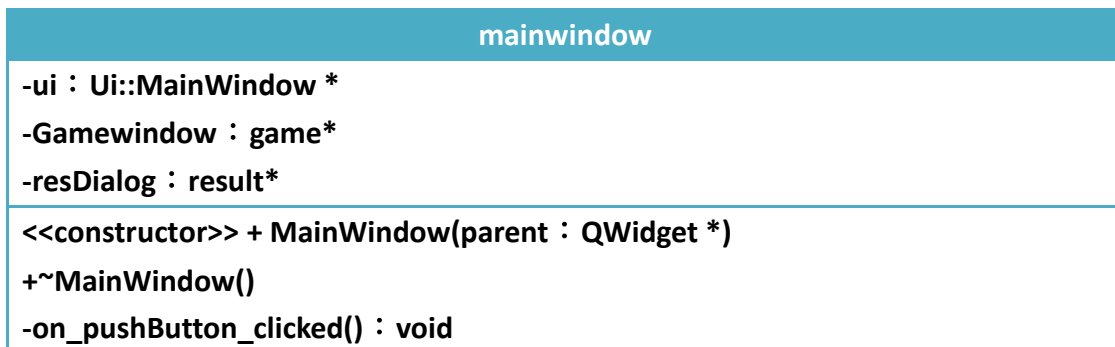 mainwindow
-ui：Ui::MainWindow *
-Gamewindow：game*
-resDialog：result*
<<constructor>> + MainWindow(parent：QWidget *)
+~MainWindow()
-on_pushButton_clicked()：void